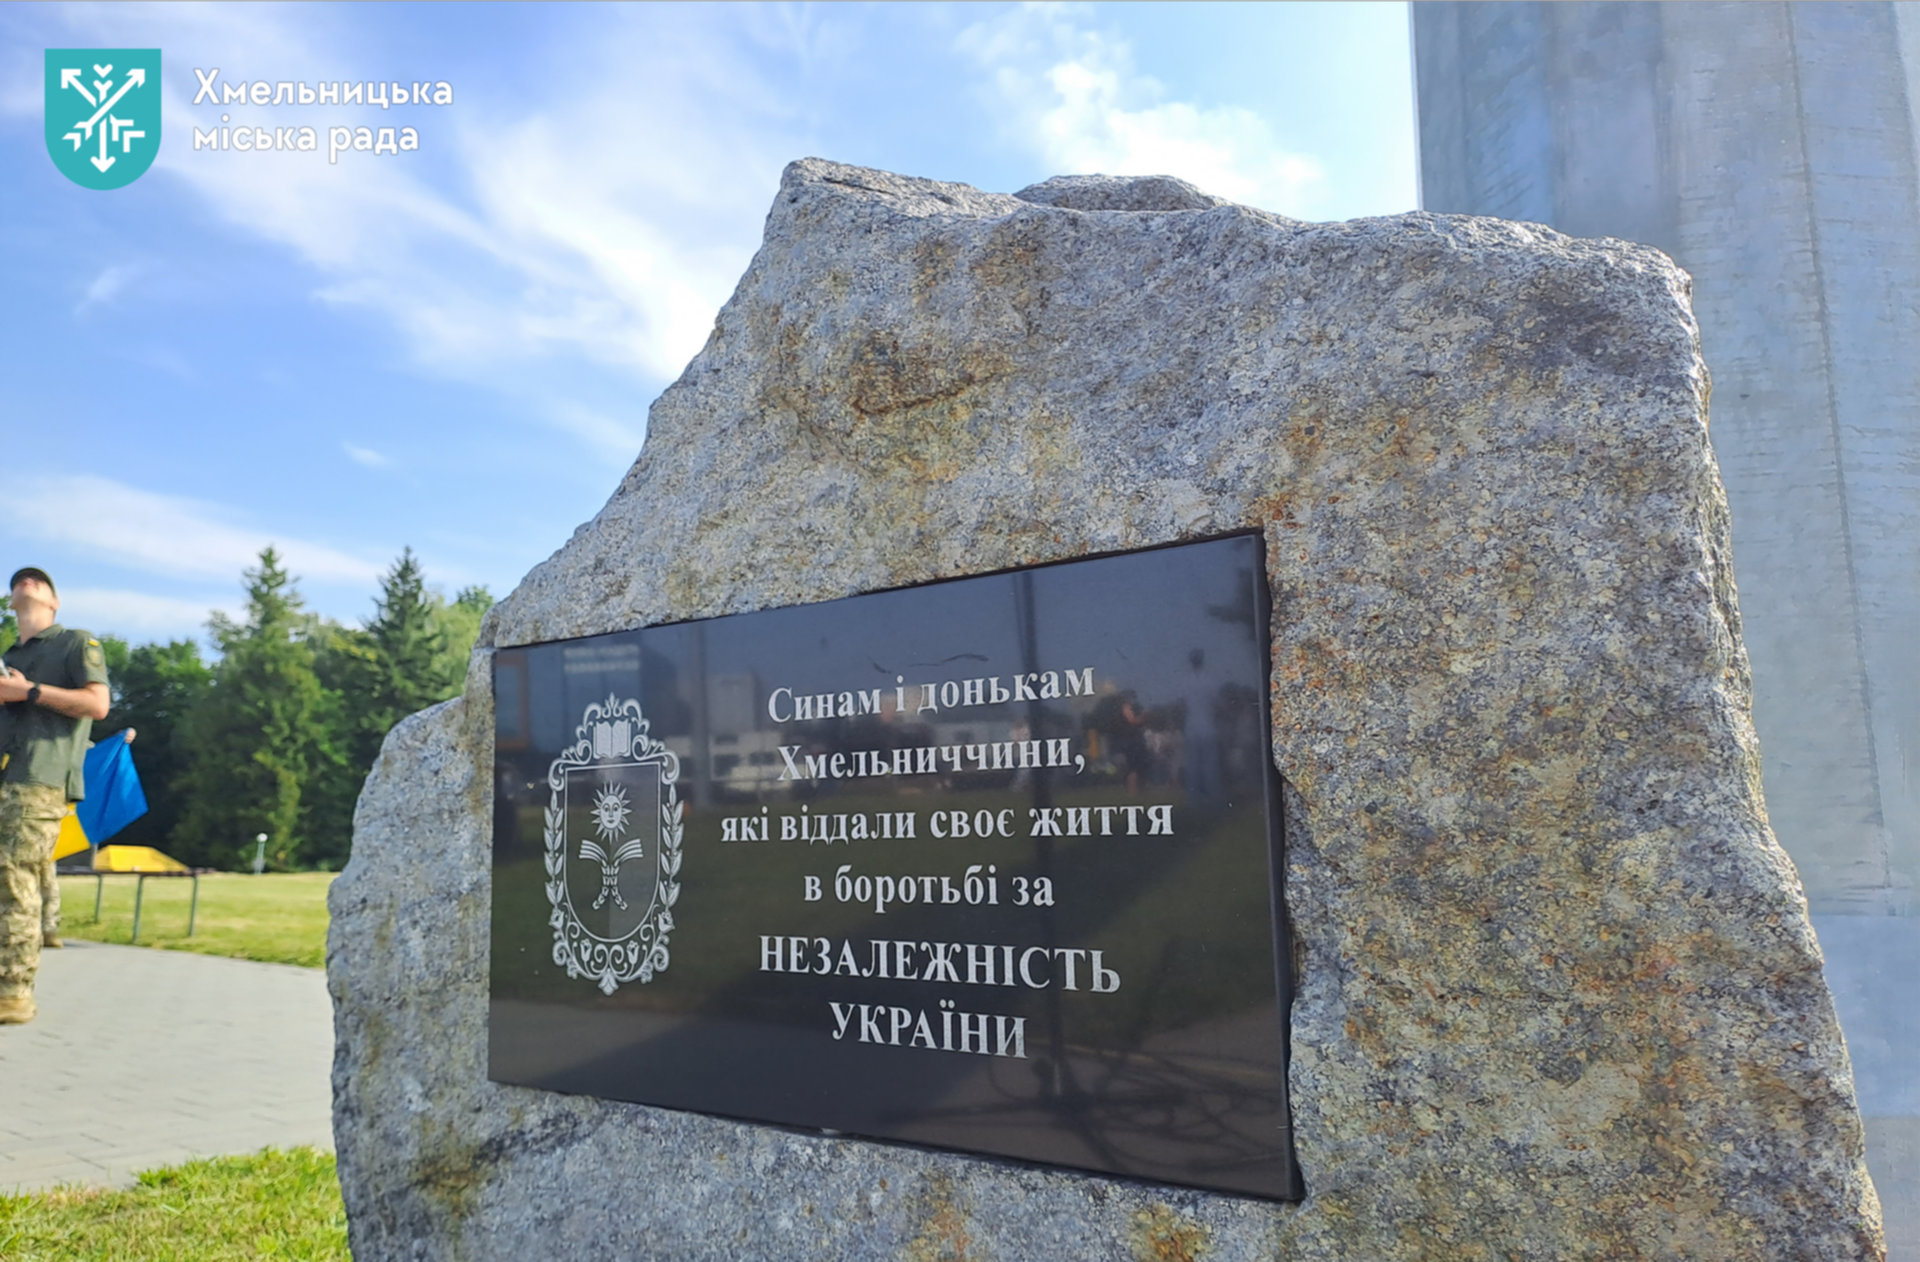 Хмельницька
міська рада
Синам і донькам
Хмельниччини,
які віддали своє життя
в боротьбі за
НЕЗАЛЕЖНІСТЬ
УКРАЇНИ